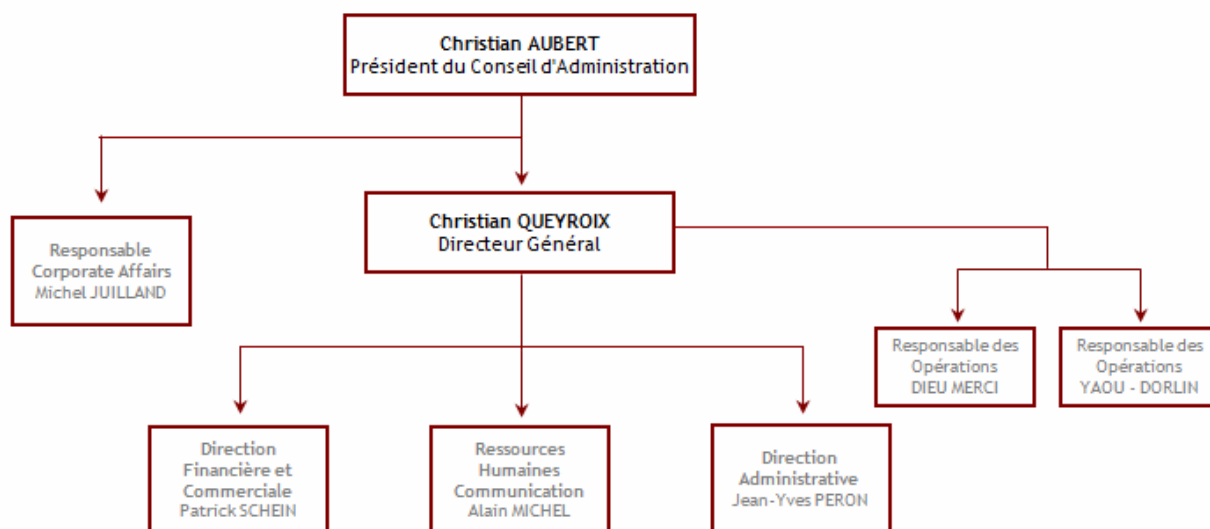 Christian AUBERT
Président du Conseil d'Administration
Christian QUEYROIX
Directeur Général
Responsable
Corporate Affairs
Michel JUILLAND
Responsable des
Opérations
DIEU MERCI
Responsable des
Opérations
YAOU - DORLIN
Direction
Financière et
Commerciale
Patrick SCHEIN
Ressources
Humaines
Communication
Alain MICHEL
Direction
Administrative
Jean-Yves PERON